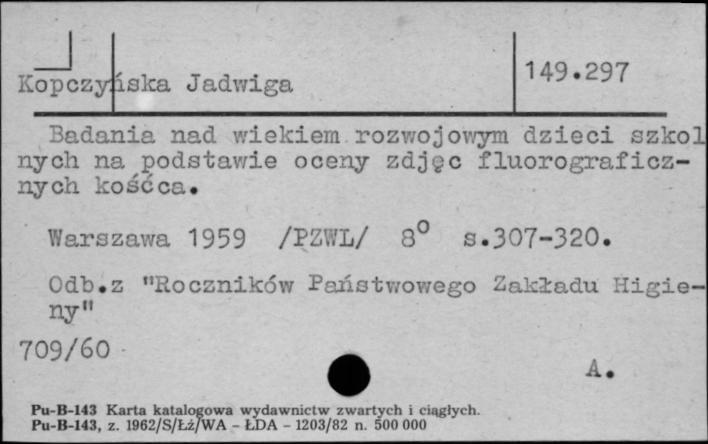 Kopczyńska Jadwiga
149.297
Badania nad wiekiem rozwojowym dzieci szkol
nych na podstawie oceny zdjęc fluorograficz-
nych kośćca.
Warszawa 1959 /PZWL/ 8° s.307-320.
Odb.z "Roczników Państwowego Zakładu Higie-
ny"
709/60
A.
Pu-B-143 Karta katalogowa wydawnictw zwartych i ciągłych.
Pu-B-143, z. 1962/S/Łź/WA - ŁDA - 1203/82 n. 500 000